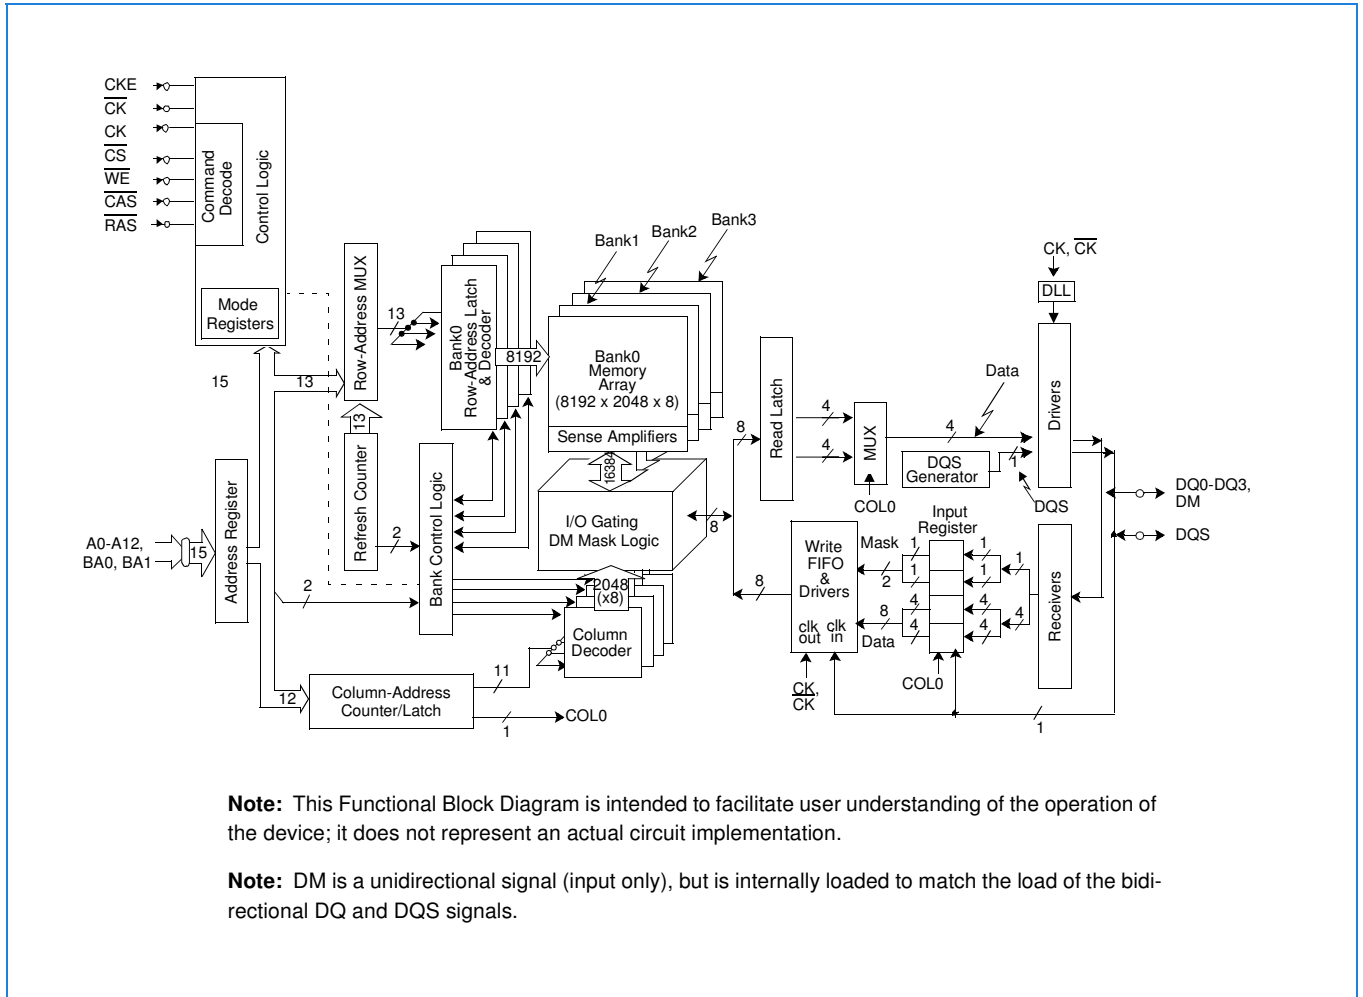 CKE
CK
CK
CS
WE
CAS
RAS
Command
Decode
Control Logic
Mode
Registers
15
13
Row-Address MUX
13
Refresh Counter
13
Bank0
Row-Address Latch
& Decoder
8192
Bank1
Bank2
Bank3
Bank0
Memory
Array
(8192 x 2048 x 8)
Sense Amplifiers
16384
I/O Gating
DM Mask Logic
8
2048
(x8)
Column
Decoder
Bank Control Logic
2
2
A0-A12,
BA0, BA1
15
Address Register
12
Column-Address
Counter/Latch
11
1
COL0
8
Read Latch
4
4
MUX
COL0
4
Data
DQS
Generator
1
DQS
CK, CK
DLL
Drivers
DQ0-DQ3,
DM
DQS
Input
Register
Write
FIFO
&
Drivers
clk
out
clk
in
Mask
2
8
Data
1
1
4
4
1
1
4
4
1
4
Receivers
8
CK,
CK
COL0
1
Note: This Functional Block Diagram is intended to facilitate user understanding of the operation of
the device; it does not represent an actual circuit implementation.
Note: DM is a unidirectional signal (input only), but is internally loaded to match the load of the bidi-
rectional DQ and DQS signals.